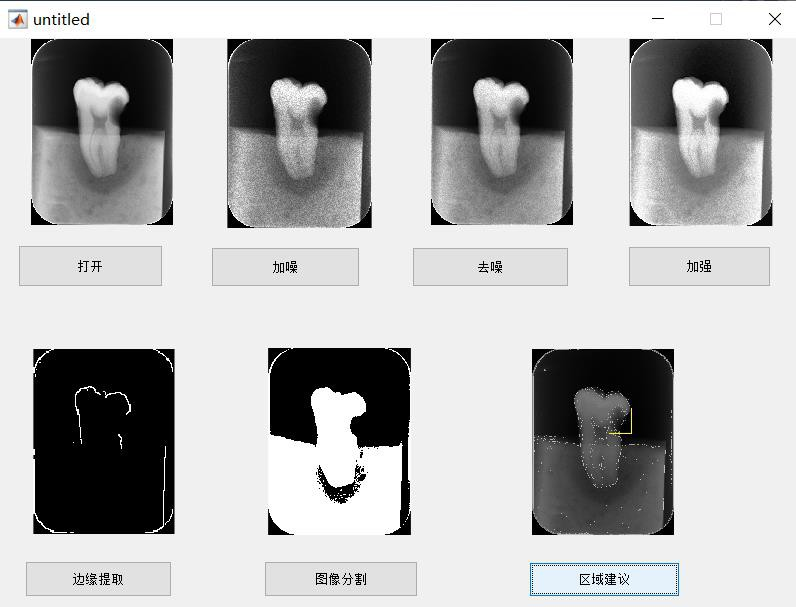 untitled
打开
加噪
去噪
加强
边缘提取
图像分割
区域建议